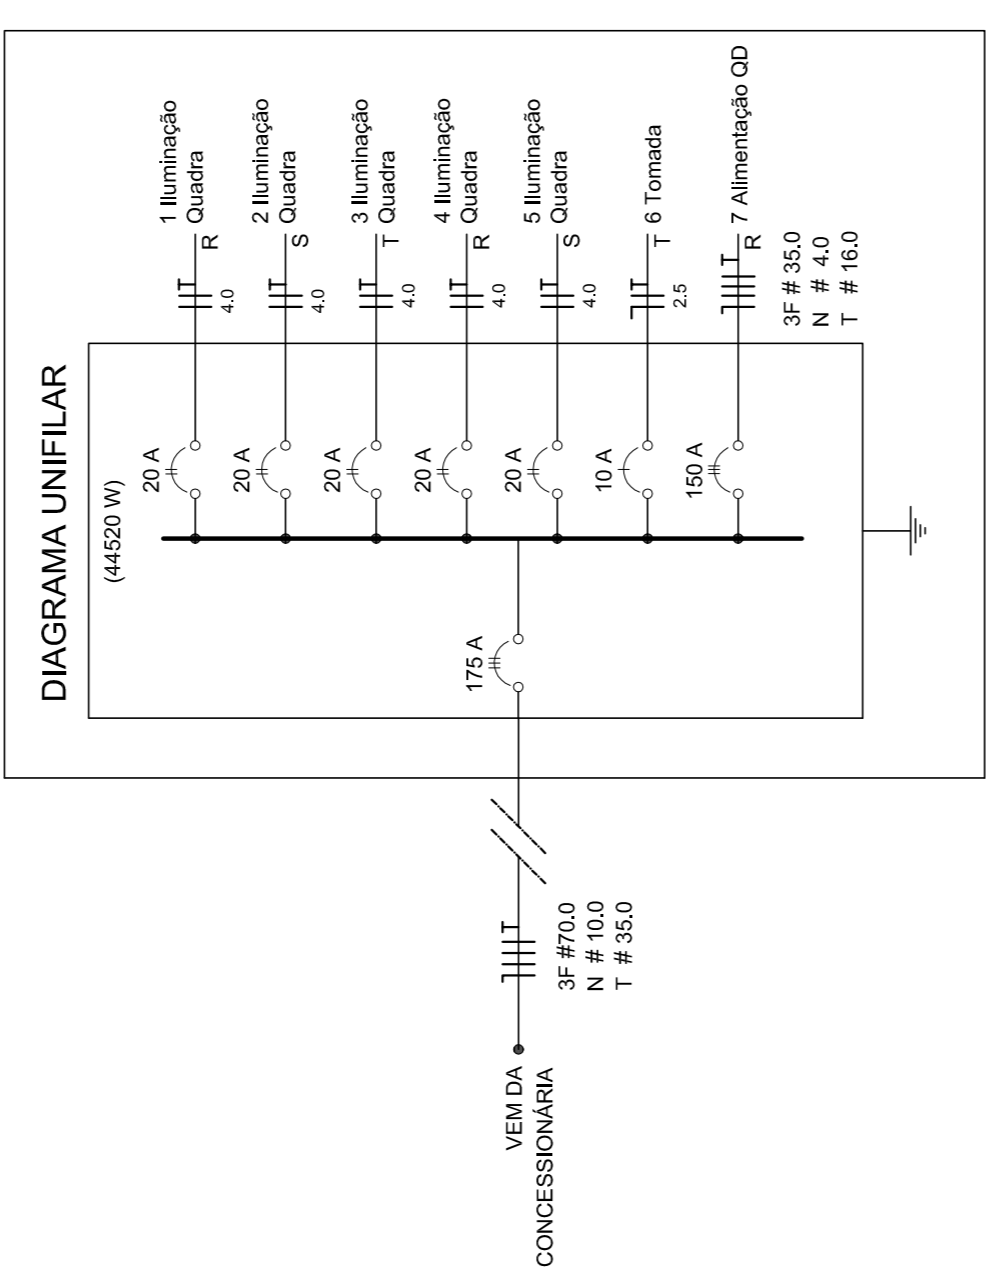 DIAGRAMA UNIFILAR
(44520 W)
20 A
4.0
R
1 Iluminação
Quadra
20 A
4.0
S
2 Iluminação
Quadra
20 A
4.0
T
3 Iluminação
Quadra
20 A
4.0
R
4 Iluminação
Quadra
20 A
4.0
S
5 Iluminação
Quadra
10 A
2.5
T
6 Tomada
150 A
R
7 Alimentação QD
3F # 35.0
N # 4.0
T # 16.0
175 A
3F #70.0
N # 10.0
T # 35.0
VEM DA
CONCESSIONÁRIA